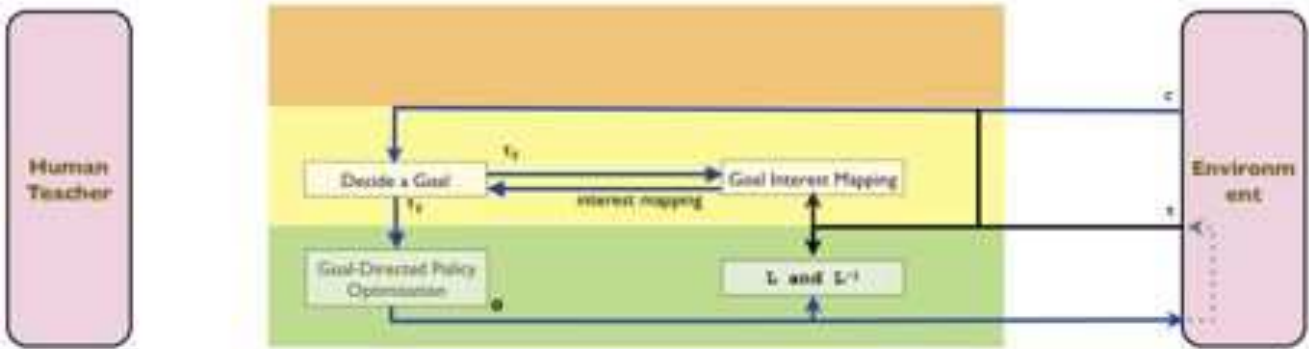 c
Human
Teacher
Environm
ent
Decide a Goal
Goal Interest Mapping
interest mapping
Goal-Directed Policy
Optimization
L and L⁻¹